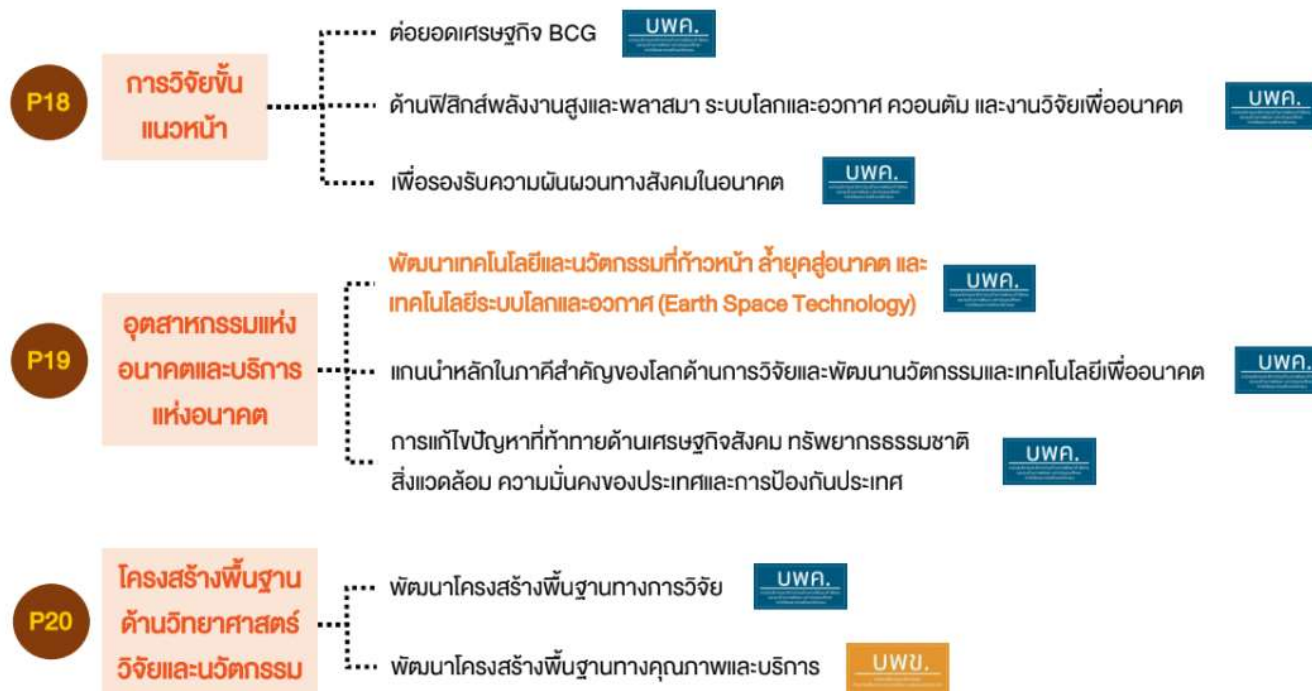 P18
การวิจัยขั้น
แนวหน้า
ต่อยอดเศรษฐกิจ BCG
บพค.
ด้านฟิสิกส์พลังงานสูงและพลาสมา ระบบโลกและอวกาศ ควอนตัม และงานวิจัยเพื่ออนาคต
บพค.
เพื่อรองรับความผันผวนทางสังคมในอนาคต
บพค.
P19
อุตสาหกรรมแห่ง
อนาคตและบริการ
แห่งอนาคต
พัฒนาเทคโนโลยีและนวัตกรรมที่ก้าวหน้า ล้ำยุคสู่อนาคต และ
เทคโนโลยีระบบโลกและอวกาศ (Earth Space Technology)
บพค.
แกนนำหลักในภาคีสำคัญของโลกด้านการวิจัยและพัฒนานวัตกรรมและเทคโนโลยีเพื่ออนาคต
บพค.
การแก้ไขปัญหาที่ท้าทายด้านเศรษฐกิจสังคม ทรัพยากรธรรมชาติ
สิ่งแวดล้อม ความมั่นคงของประเทศและการป้องกันประเทศ
บพค.
P20
โครงสร้างพื้นฐาน
ด้านวิทยาศาสตร์
วิจัยและนวัตกรรม
พัฒนาโครงสร้างพื้นฐานทางการวิจัย
บพค.
พัฒนาโครงสร้างพื้นฐานทางคุณภาพและบริการ
บพข.